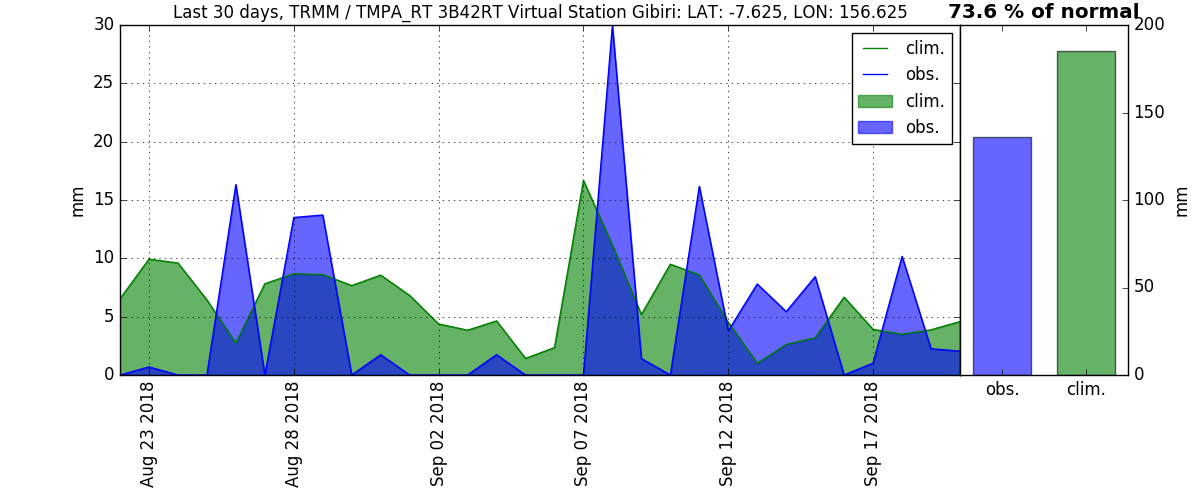 Last 30 days, TRMM / TMPA_RT 3B42RT Virtual Station Gibiri: LAT: -7.625, LON: 156.625
73.6 % of normal
30
25
20
15
10
5
0
mm
clim.
obs.
clim.
obs.
200
150
100
50
0
mm
Aug 23 2018
Aug 28 2018
Sep 02 2018
Sep 07 2018
Sep 12 2018
Sep 17 2018
obs.
clim.